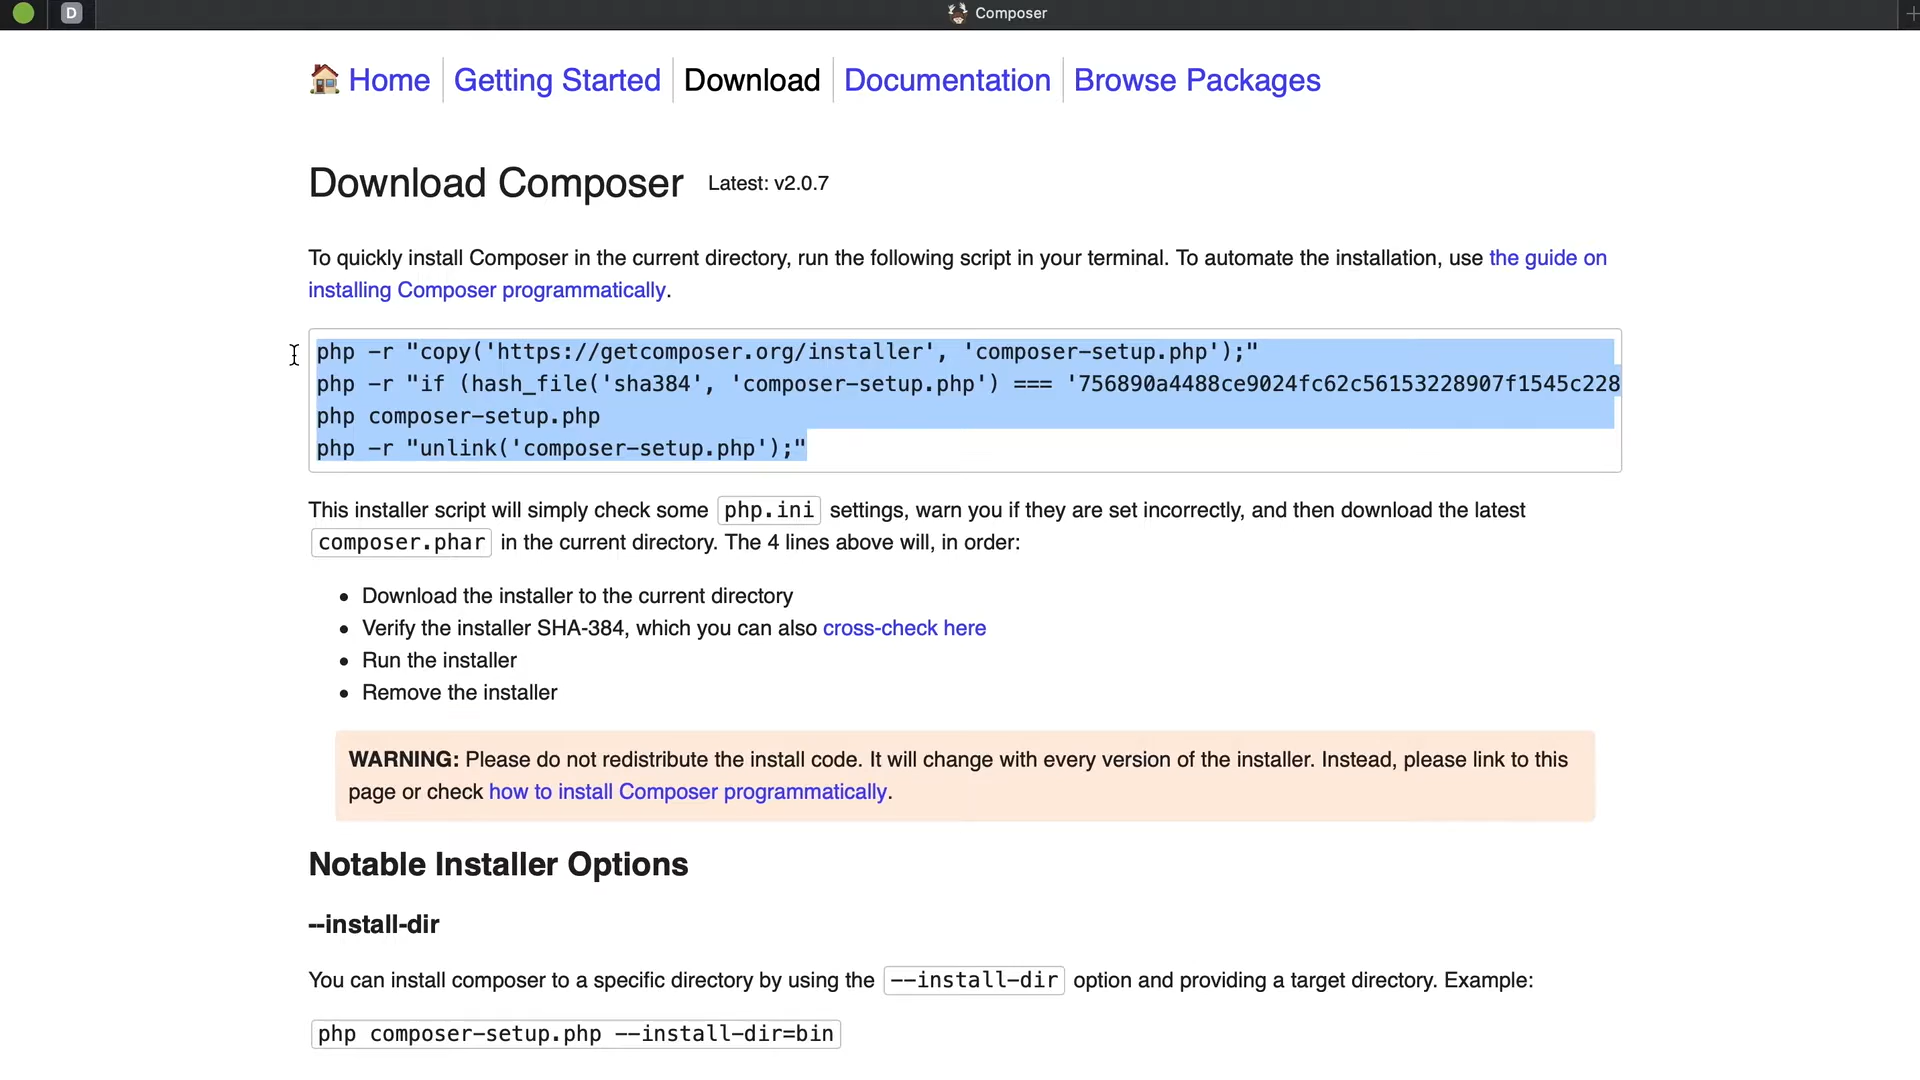 D
Composer
Home Getting Started Download Documentation Browse Packages
Download Composer Latest: v2.0.7
To quickly install Composer in the current directory, run the following script in your terminal. To automate the installation, use the guide on
installing Composer programmatically.
php -r "copy('https://getcomposer.org/installer', 'composer-setup.php');"
php -r "if (hash_file('sha384', 'composer-setup.php') === '756890a4488ce9024fc62c56153228907f1545c228
php composer-setup.php
php -r "unlink('composer-setup.php');"
This installer script will simply check some php.ini settings, warn you if they are set incorrectly, and then download the latest
composer.phar in the current directory. The 4 lines above will, in order:
• Download the installer to the current directory
• Verify the installer SHA-384, which you can also cross-check here
• Run the installer
• Remove the installer
WARNING: Please do not redistribute the install code. It will change with every version of the installer. Instead, please link to this
page or check how to install Composer programmatically.
Notable Installer Options
--install-dir
You can install composer to a specific directory by using the --install-dir option and providing a target directory. Example:
php composer-setup.php --install-dir=bin